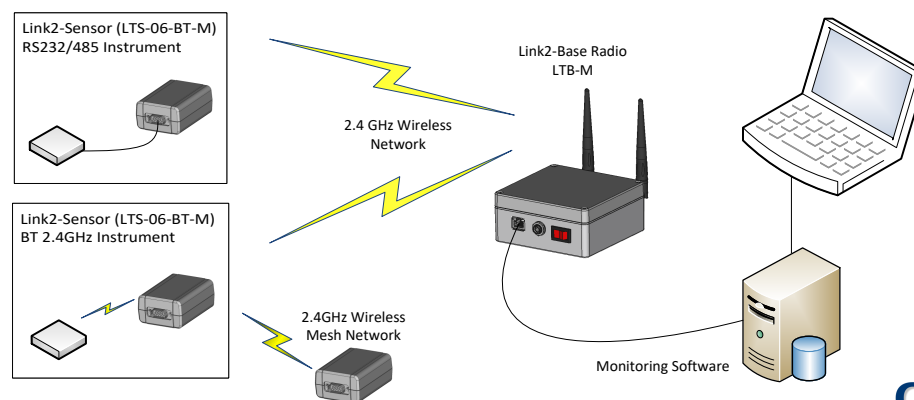 Link2-Sensor (LTS-06-BT-M)
RS232/485 Instrument
Link2-Base Radio
LTB-M
2.4 GHz Wireless
Network
Link2-Sensor (LTS-06-BT-M)
BT 2.4GHz Instrument
2.4GHz Wireless
Mesh Network
Monitoring Software